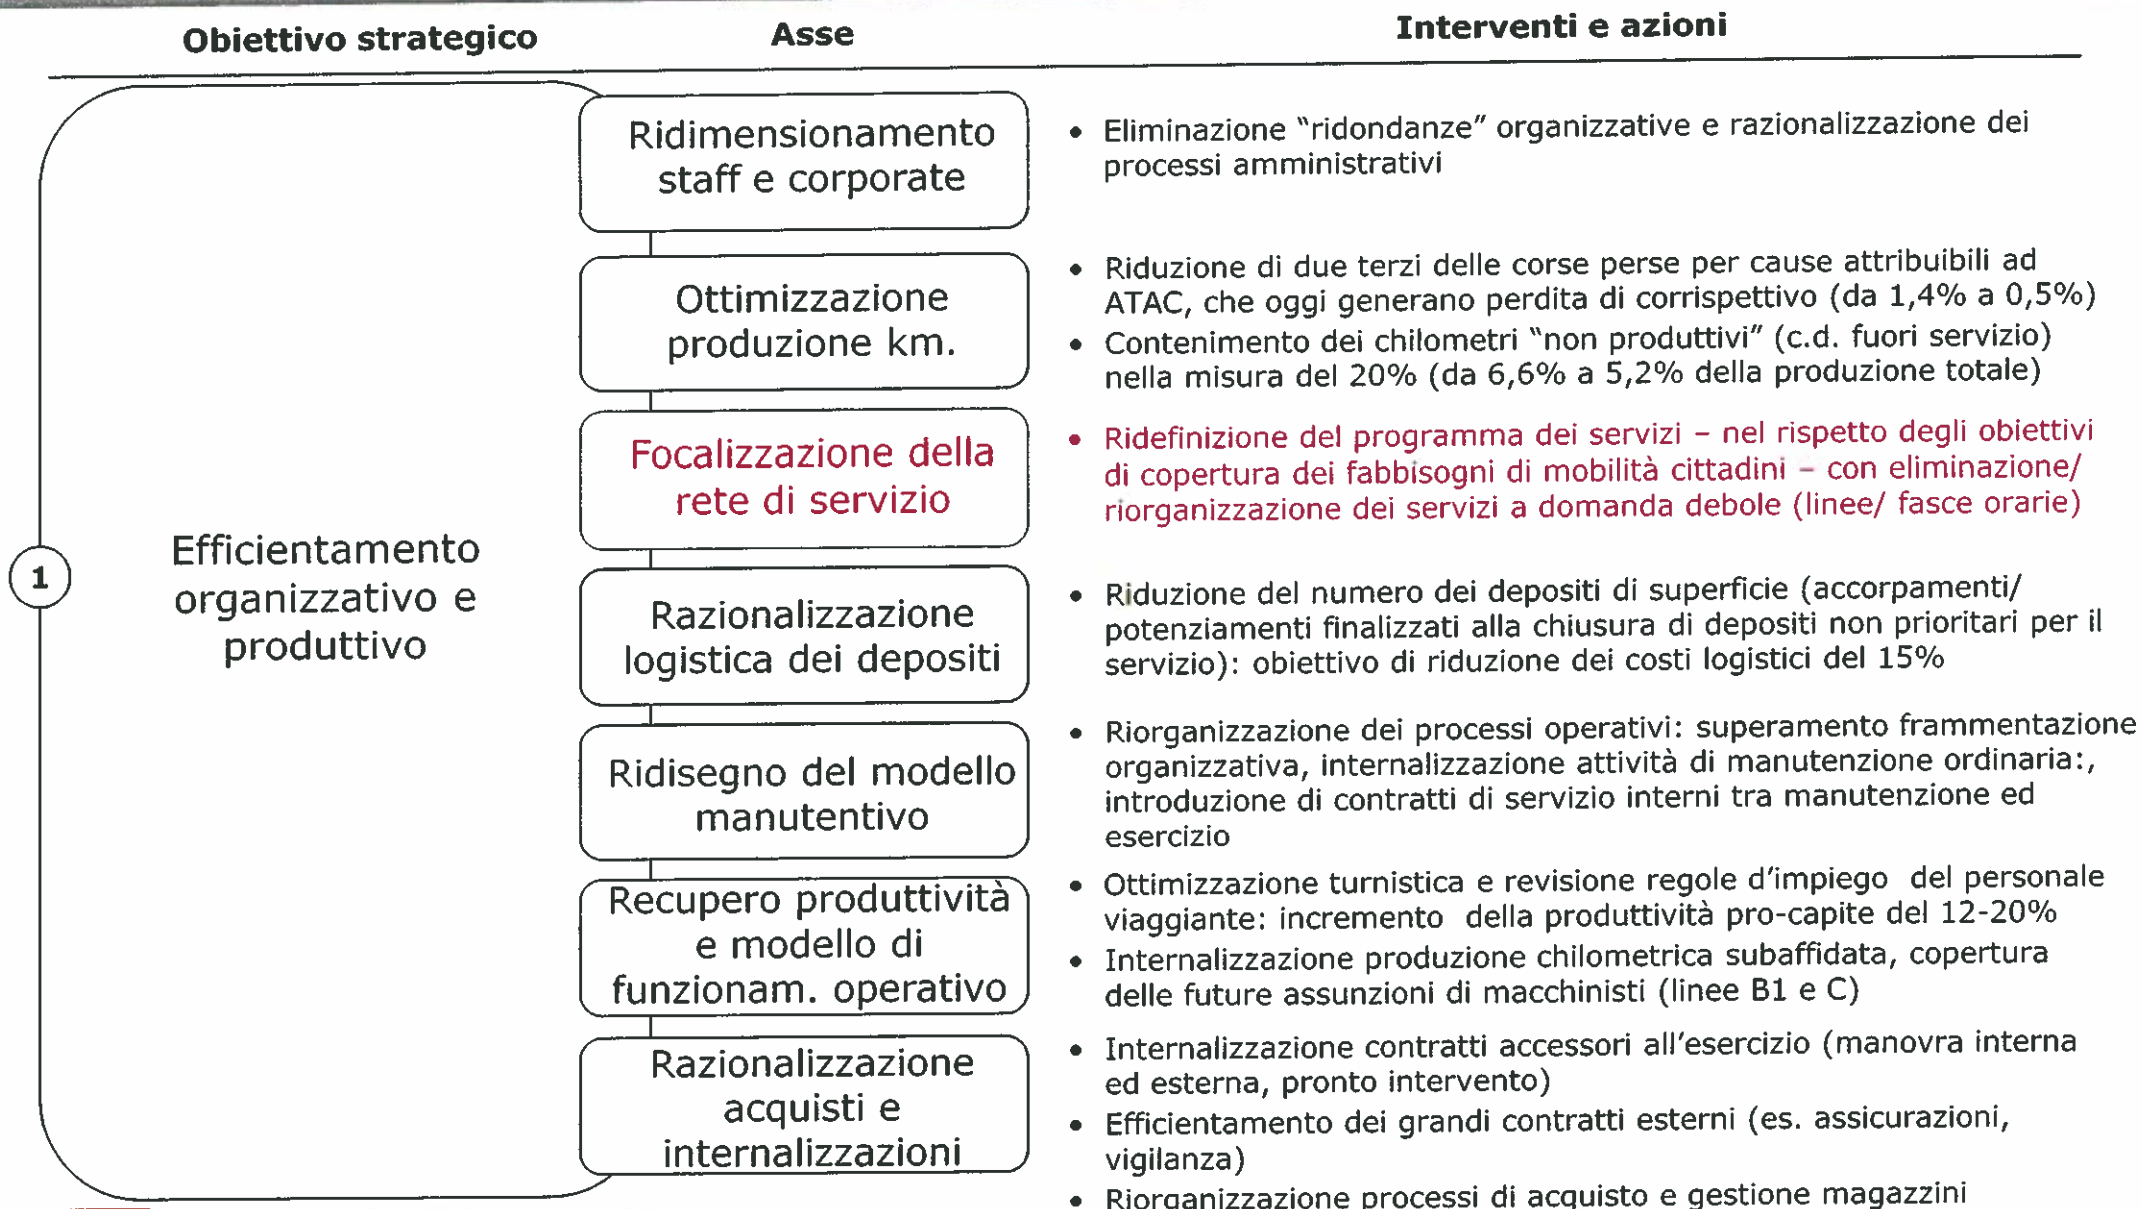 Obiettivo strategico
Asse
Interventi e azioni
1
Efficientamento
organizzativo e
produttivo
Ridimensionamento
staff e corporate
• Eliminazione "ridondanze" organizzative e razionalizzazione dei
processi amministrativi
Ottimizzazione
produzione km.
• Riduzione di due terzi delle corse perse per cause attribuibili ad
ATAC, che oggi generano perdita di corrispettivo (da 1,4% a 0,5%)
• Contenimento dei chilometri "non produttivi" (c.d. fuori servizio)
nella misura del 20% (da 6,6% a 5,2% della produzione totale)
Focalizzazione della
rete di servizio
• Ridefinizione del programma dei servizi – nel rispetto degli obiettivi
di copertura dei fabbisogni di mobilità cittadini – con eliminazione/
riorganizzazione dei servizi a domanda debole (linee/ fasce orarie)
Razionalizzazione
logistica dei depositi
• Riduzione del numero dei depositi di superficie (accorpamenti/
potenziamenti finalizzati alla chiusura di depositi non prioritari per il
servizio): obiettivo di riduzione dei costi logistici del 15%
Ridisegno del modello
manutentivo
• Riorganizzazione dei processi operativi: superamento frammentazione
organizzativa, internalizzazione attività di manutenzione ordinaria:,
introduzione di contratti di servizio interni tra manutenzione ed
esercizio
Recupero produttività
e modello di
funzionam. operativo
• Ottimizzazione turnistica e revisione regole d'impiego del personale
viaggiante: incremento della produttività pro-capite del 12-20%
• Internalizzazione produzione chilometrica subaffidata, copertura
delle future assunzioni di macchinisti (linee B1 e C)
Razionalizzazione
acquisti e
internalizzazioni
• Internalizzazione contratti accessori all'esercizio (manovra interna
ed esterna, pronto intervento)
• Efficientamento dei grandi contratti esterni (es. assicurazioni,
vigilanza)
• Riorganizzazione processi di acquisto e gestione magazzini